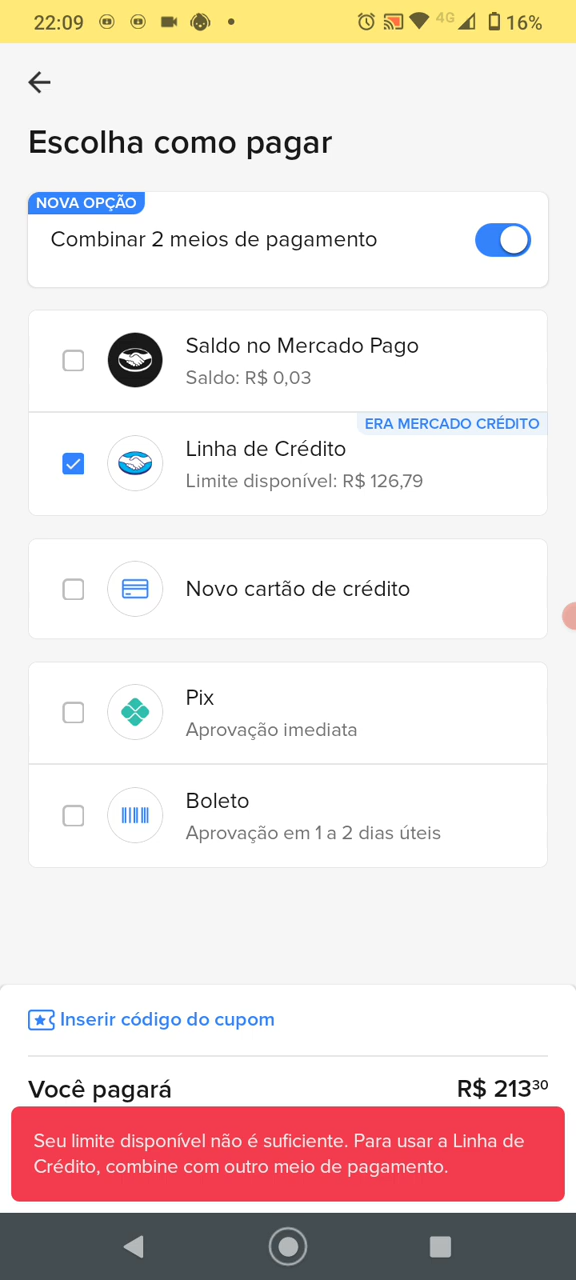 22:09
4G
16%
Escolha como pagar
NOVA OPÇÃO
Combinar 2 meios de pagamento
Saldo no Mercado Pago
Saldo: R$ 0,03
ERA MERCADO CRÉDITO
Linha de Crédito
Limite disponível: R$ 126,79
Novo cartão de crédito
Pix
Aprovação imediata
Boleto
Aprovação em 1 a 2 dias úteis
Inserir código do cupom
Você pagará R$ 213³⁰
Seu limite disponível não é suficiente. Para usar a Linha de
Crédito, combine com outro meio de pagamento.